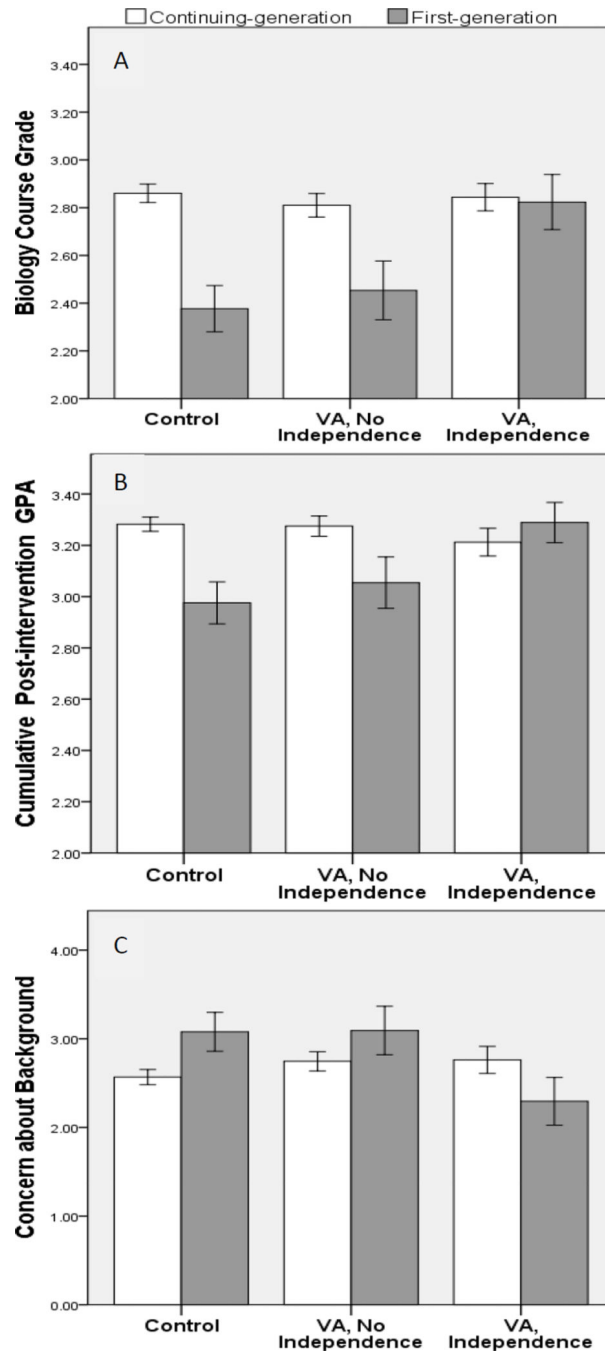 Continuing-generation First-generation
A
Biology Course Grade
3.40
3.20
3.00
2.80
2.60
2.40
2.20
2.00
Control
VA, No Independence
VA, Independence
B
Cumulative Post-intervention GPA
3.40
3.20
3.00
2.80
2.60
2.40
2.20
2.00
Control
VA, No Independence
VA, Independence
C
Concern about Background
4.00
3.00
2.00
1.00
0.00
Control
VA, No Independence
VA, Independence